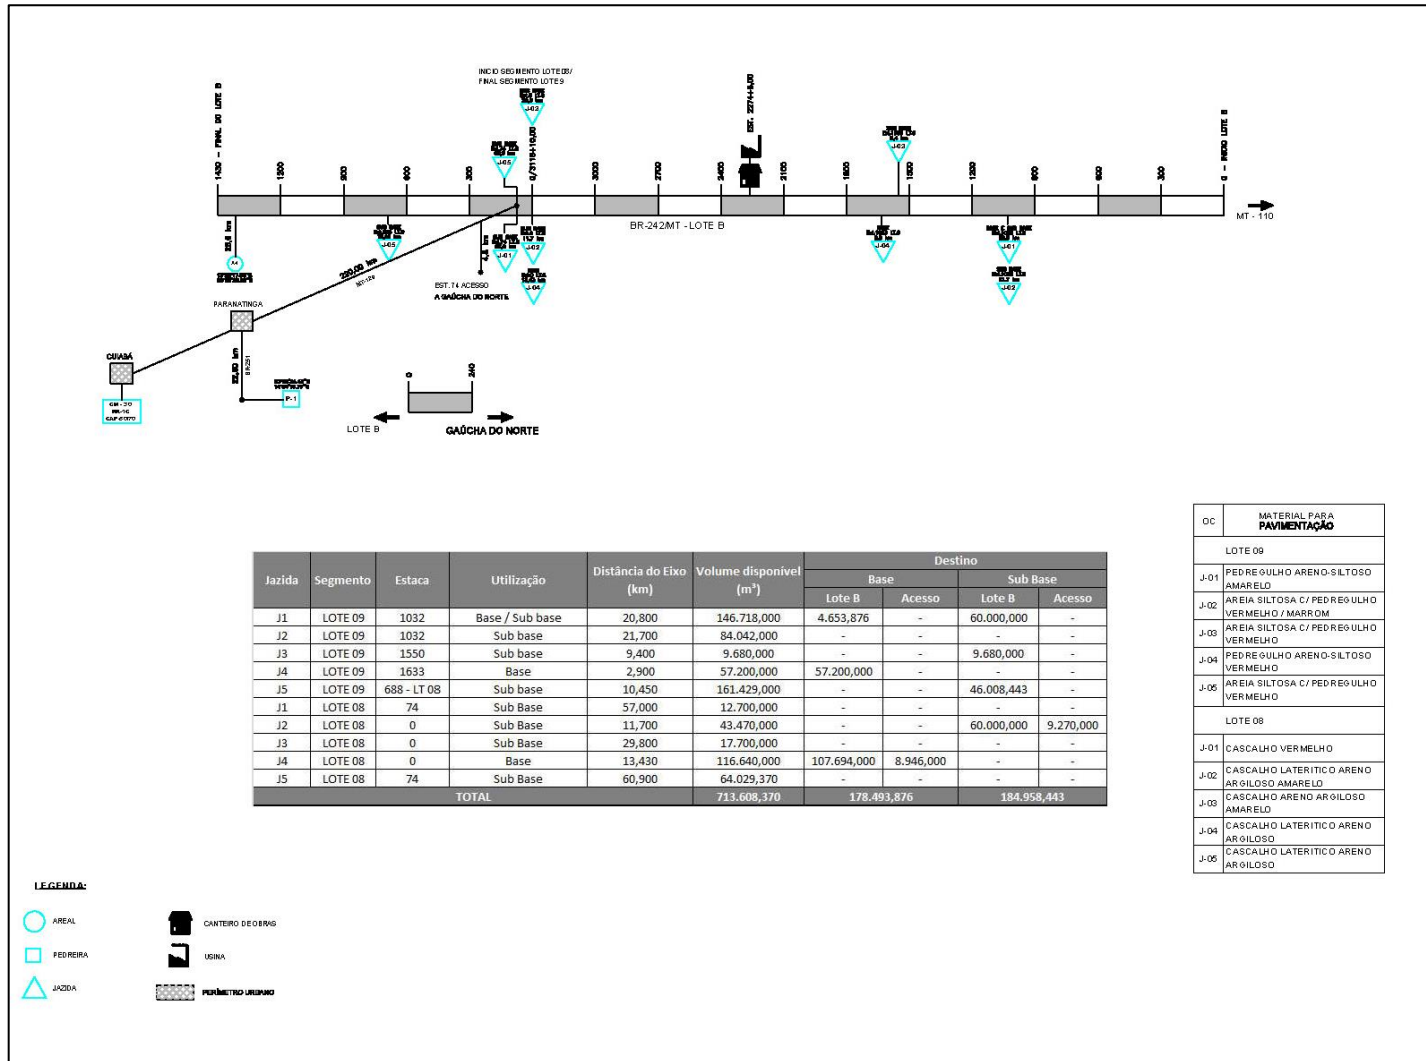 INICIO SEGMENTO LOTE 08/
FINAL SEGMENTO LOTE 9
1430 - FINAL DO LOTE B
1200
900
600
300
0/3118+10,00
3000
2700
2400
EST. 2274+5,00
2100
1800
1500
1200
900
600
300
0 - INICIO LOTE B
J-03
J-05
J-03
BR-242/MT - LOTE B
MT - 110
J-05
J-01
J-02
J-04
J-04
J-01
J-02
220,00 km
MT-129
4,8 km
EST. 74 ACESSO
A GAÚCHA DO NORTE
PARANATINGA
CUIABÁ
22,50 km
P-1
0
240
LOTE B
GAÚCHA DO NORTE
Jazida Segmento Estaca Utilização Distância do Eixo (km) Volume disponível (m³) Destino
Base Sub Base
Lote B Acesso Lote B Acesso
J1 LOTE 09 1032 Base / Sub base 20,800 146.718,000 4.653,876 - 60.000,000 -
J2 LOTE 09 1032 Sub base 21,700 84.042,000 - - - -
J3 LOTE 09 1550 Sub base 9,400 9.680,000 - - 9.680,000 -
J4 LOTE 09 1633 Base 2,900 57.200,000 57.200,000 - - -
J5 LOTE 09 688 - LT 08 Sub base 10,450 161.429,000 - - 46.008,443 -
J1 LOTE 08 74 Sub Base 57,000 12.700,000 - - - -
J2 LOTE 08 0 Sub Base 11,700 43.470,000 - - 60.000,000 9.270,000
J3 LOTE 08 0 Sub Base 29,800 17.700,000 - - - -
J4 LOTE 08 0 Base 13,430 116.640,000 107.694,000 8.946,000 - -
J5 LOTE 08 74 Sub Base 60,900 64.029,370 - - - -
TOTAL 713.608,370 178.493,876 184.958,443
OC MATERIAL PARA
PAVIMENTAÇÃO
LOTE 09
J-01 PEDREGULHO ARENO-SILTOSO
AMARELO
J-02 AREIA SILTOSA C/ PEDREGULHO
VERMELHO / MARROM
J-03 AREIA SILTOSA C/ PEDREGULHO
VERMELHO
J-04 PEDREGULHO ARENO-SILTOSO
VERMELHO
J-05 AREIA SILTOSA C/ PEDREGULHO
VERMELHO
LOTE 08
J-01 CASCALHO VERMELHO
J-02 CASCALHO LATERITICO ARENO
ARGILOSO AMARELO
J-03 CASCALHO ARENO ARGILOSO
AMARELO
J-04 CASCALHO LATERITICO ARENO
ARGILOSO
J-05 CASCALHO LATERITICO ARENO
ARGILOSO
LEGENDA:
AREAL
CANTEIRO DE OBRAS
PEDREIRA
USINA
JAZIDA
PERÍMETRO URBANO